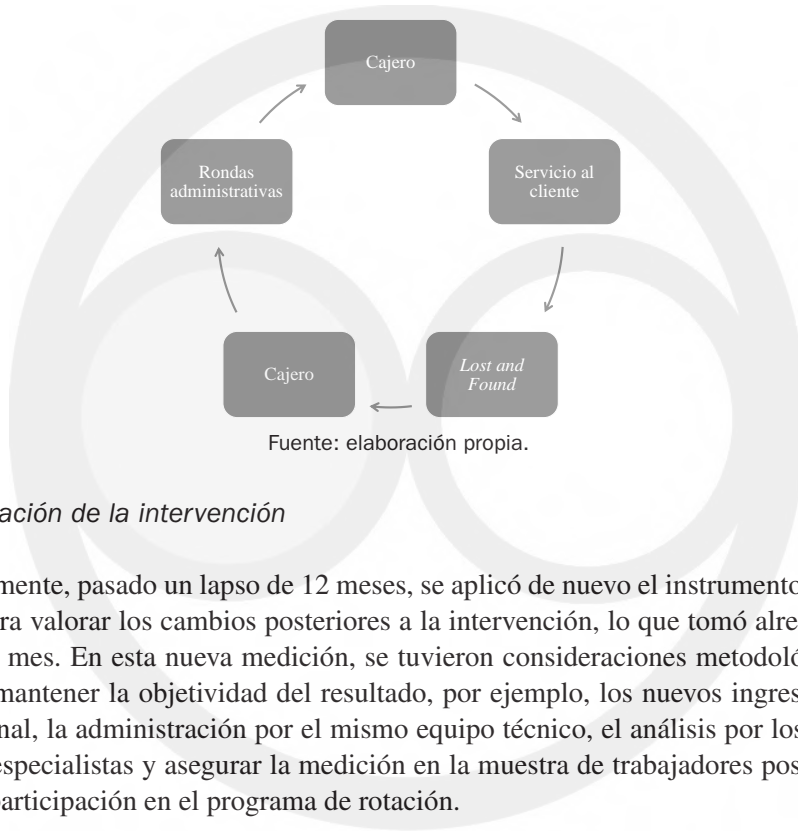 Cajero
Rondas
administrativas
Servicio al
cliente
Cajero
Lost and
Found
Fuente: elaboración propia.
ación de la intervención
mente, pasado un lapso de 12 meses, se aplicó de nuevo el instrumento
ra valorar los cambios posteriores a la intervención, lo que tomó alre
mes. En esta nueva medición, se tuvieron consideraciones metodoló
mantener la objetividad del resultado, por ejemplo, los nuevos ingres
nal, la administración por el mismo equipo técnico, el análisis por los
especialistas y asegurar la medición en la muestra de trabajadores pos
participación en el programa de rotación.